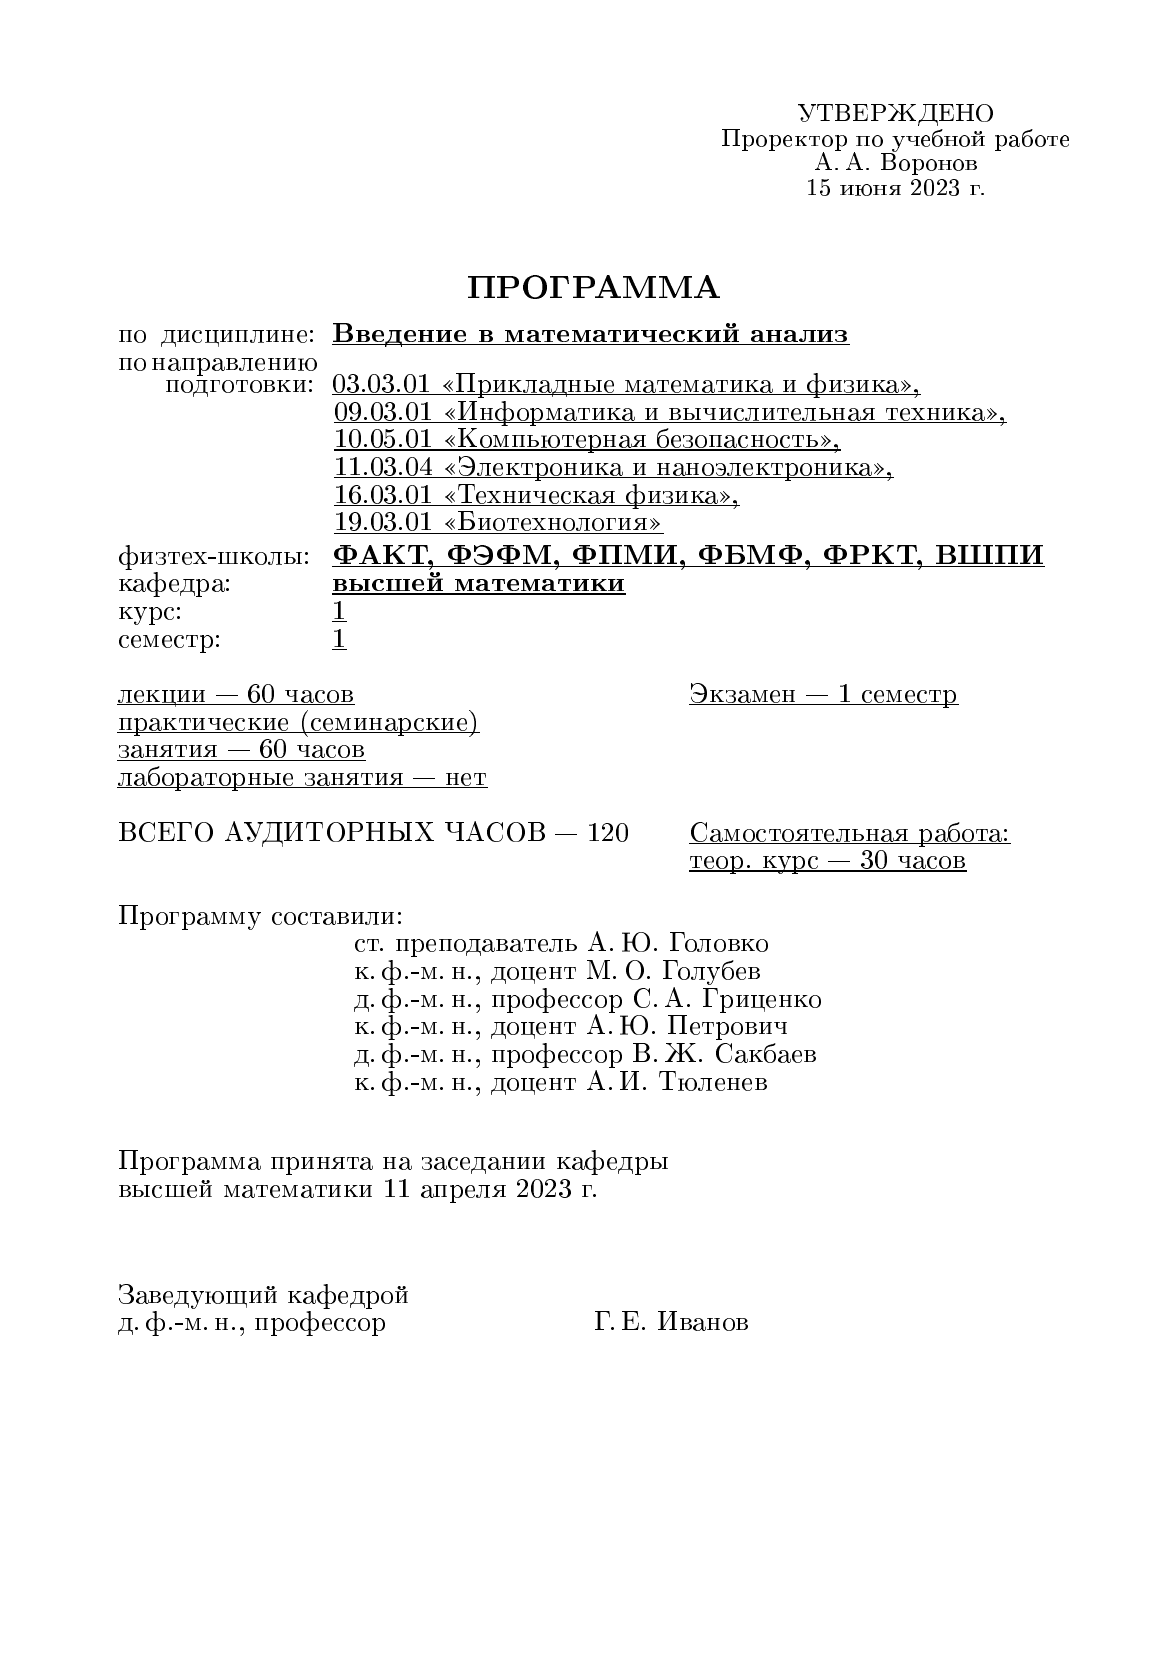 УТВЕРЖДЕНО
Проректор по учебной работе
А. А. Воронов
15 июня 2023 г.
ПРОГРАММА
по дисциплине: Введение в математический анализ
по направлению
подготовки: 03.03.01 «Прикладные математика и физика»,
09.03.01 «Информатика и вычислительная техника»,
10.05.01 «Компьютерная безопасность»,
11.03.04 «Электроника и наноэлектроника»,
16.03.01 «Техническая физика»,
19.03.01 «Биотехнология»
физтех-школы: ФАКТ, ФЭФМ, ФПМИ, ФБМФ, ФРКТ, ВШПИ
кафедра: высшей математики
курс: 1
семестр: 1
лекции — 60 часов Экзамен — 1 семестр
практические (семинарские)
занятия — 60 часов
лабораторные занятия — нет
ВСЕГО АУДИТОРНЫХ ЧАСОВ — 120 Самостоятельная работа:
теор. курс — 30 часов
Программу составили:
ст. преподаватель А. Ю. Головко
к. ф.-м. н., доцент М. О. Голубев
д. ф.-м. н., профессор С. А. Гриценко
к. ф.-м. н., доцент А. Ю. Петрович
д. ф.-м. н., профессор В. Ж. Сакбаев
к. ф.-м. н., доцент А. И. Тюленев
Программа принята на заседании кафедры
высшей математики 11 апреля 2023 г.
Заведующий кафедрой
д. ф.-м. н., профессор Г. Е. Иванов